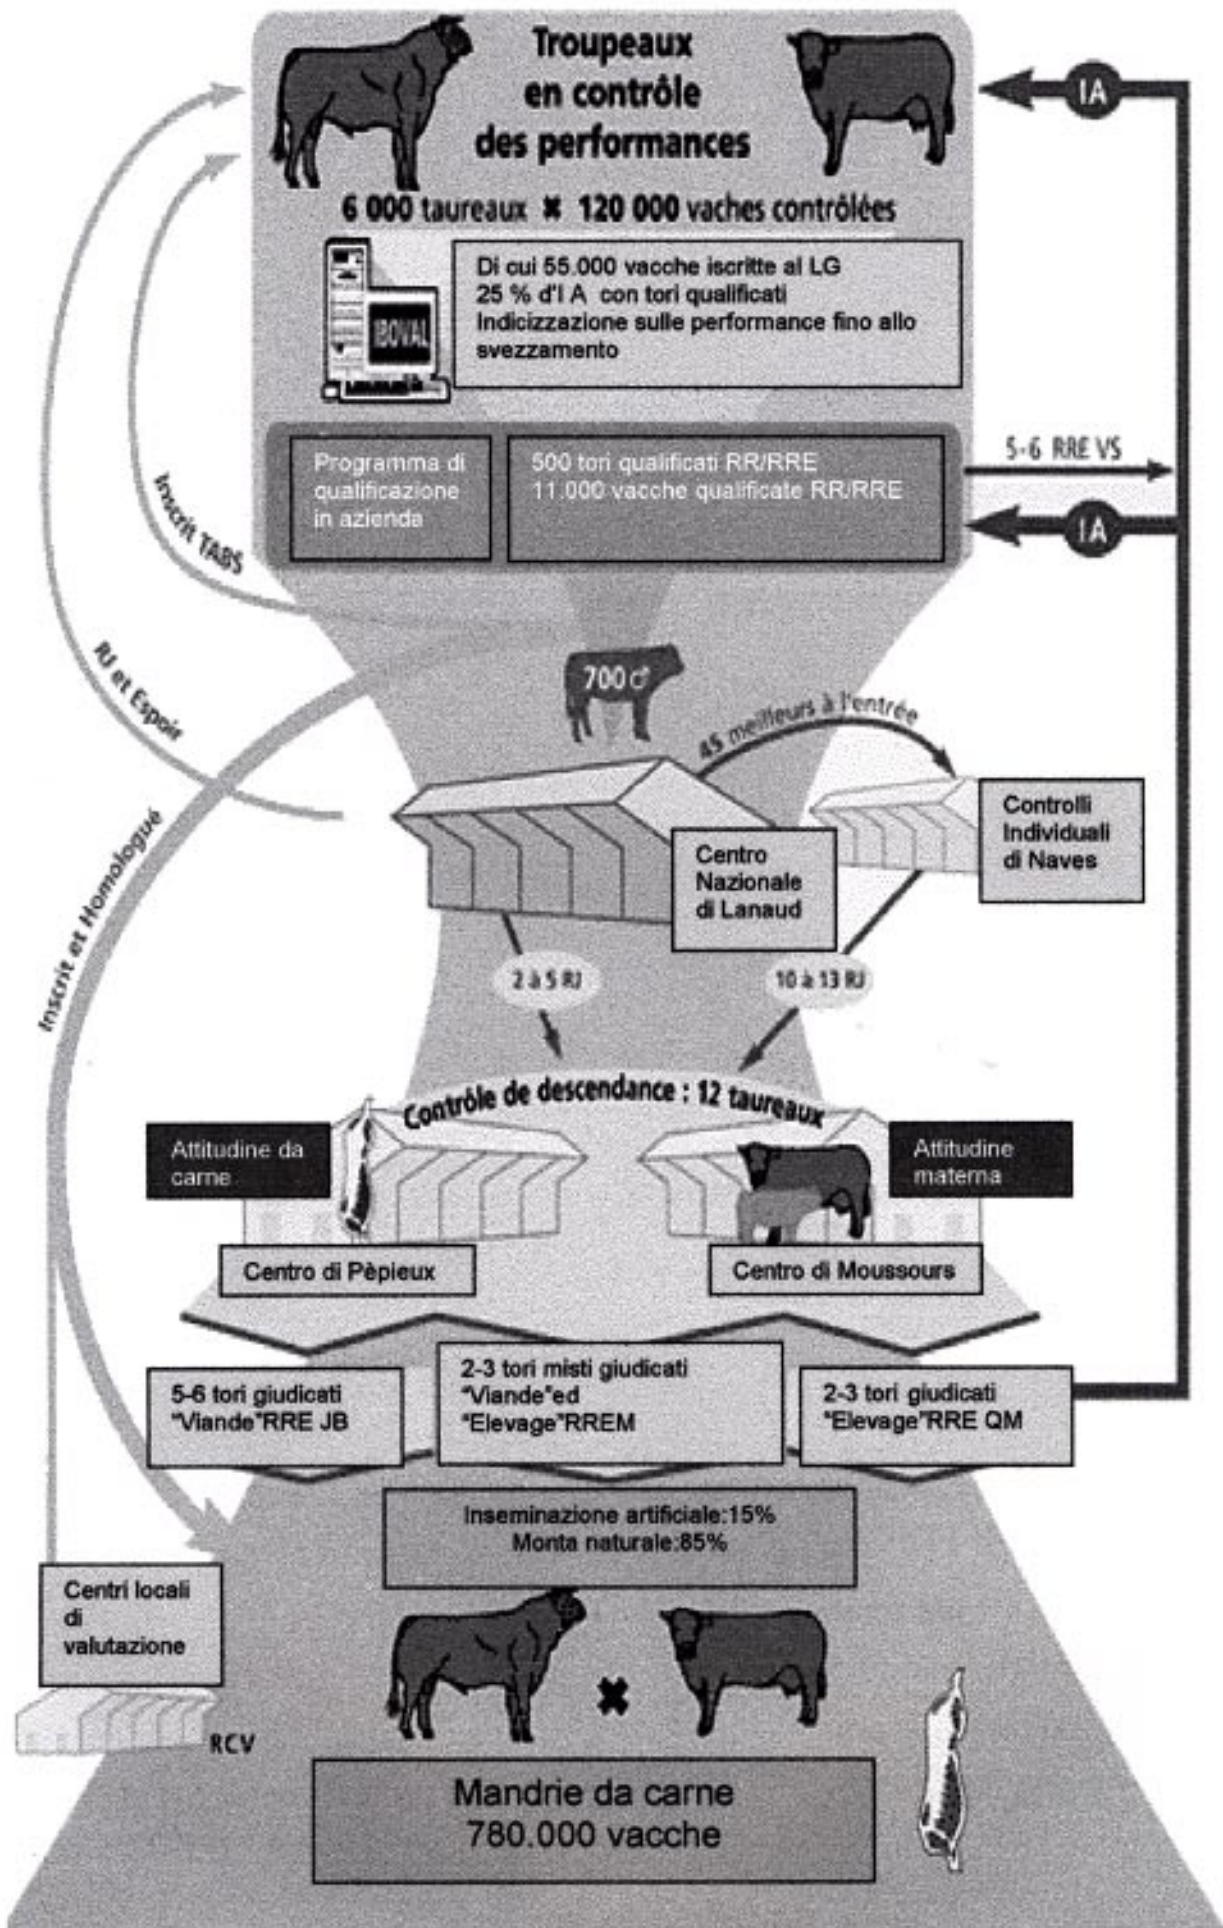 Troupeaux
en contrôle
des performances
IA
6 000 taureaux ✖ 120 000 vaches contrôlées
Di cui 55.000 vacche iscritte al LG
25 % d'I A con tori qualificati
Indicizzazione sulle performance fino allo
svezzamento
IBOVAL
Programma di
qualificazione
in azienda
500 tori qualificati RR/RRE
11.000 vacche qualificate RR/RRE
5-6 RRE VS
IA
Inscrit TABS
RJ et Espoir
Inscrit et Homologué
700 ♂
45 meilleurs à l'entrée
Centro
Nazionale
di Lanaud
Controlli
Individuali
di Naves
2 à 5 RJ
10 à 13 RJ
Contrôle de descendance : 12 taureaux
Attitudine da
carne
Attitudine
materna
Centro di Pèpieux
Centro di Moussours
5-6 tori giudicati
"Viande"RRE JB
2-3 tori misti giudicati
"Viande"ed
"Elevage"RREM
2-3 tori giudicati
"Elevage"RRE QM
Inseminazione artificiale:15%
Monta naturale:85%
Centri locali
di
valutazione
RCV
✖
Mandrie da carne
780.000 vacche